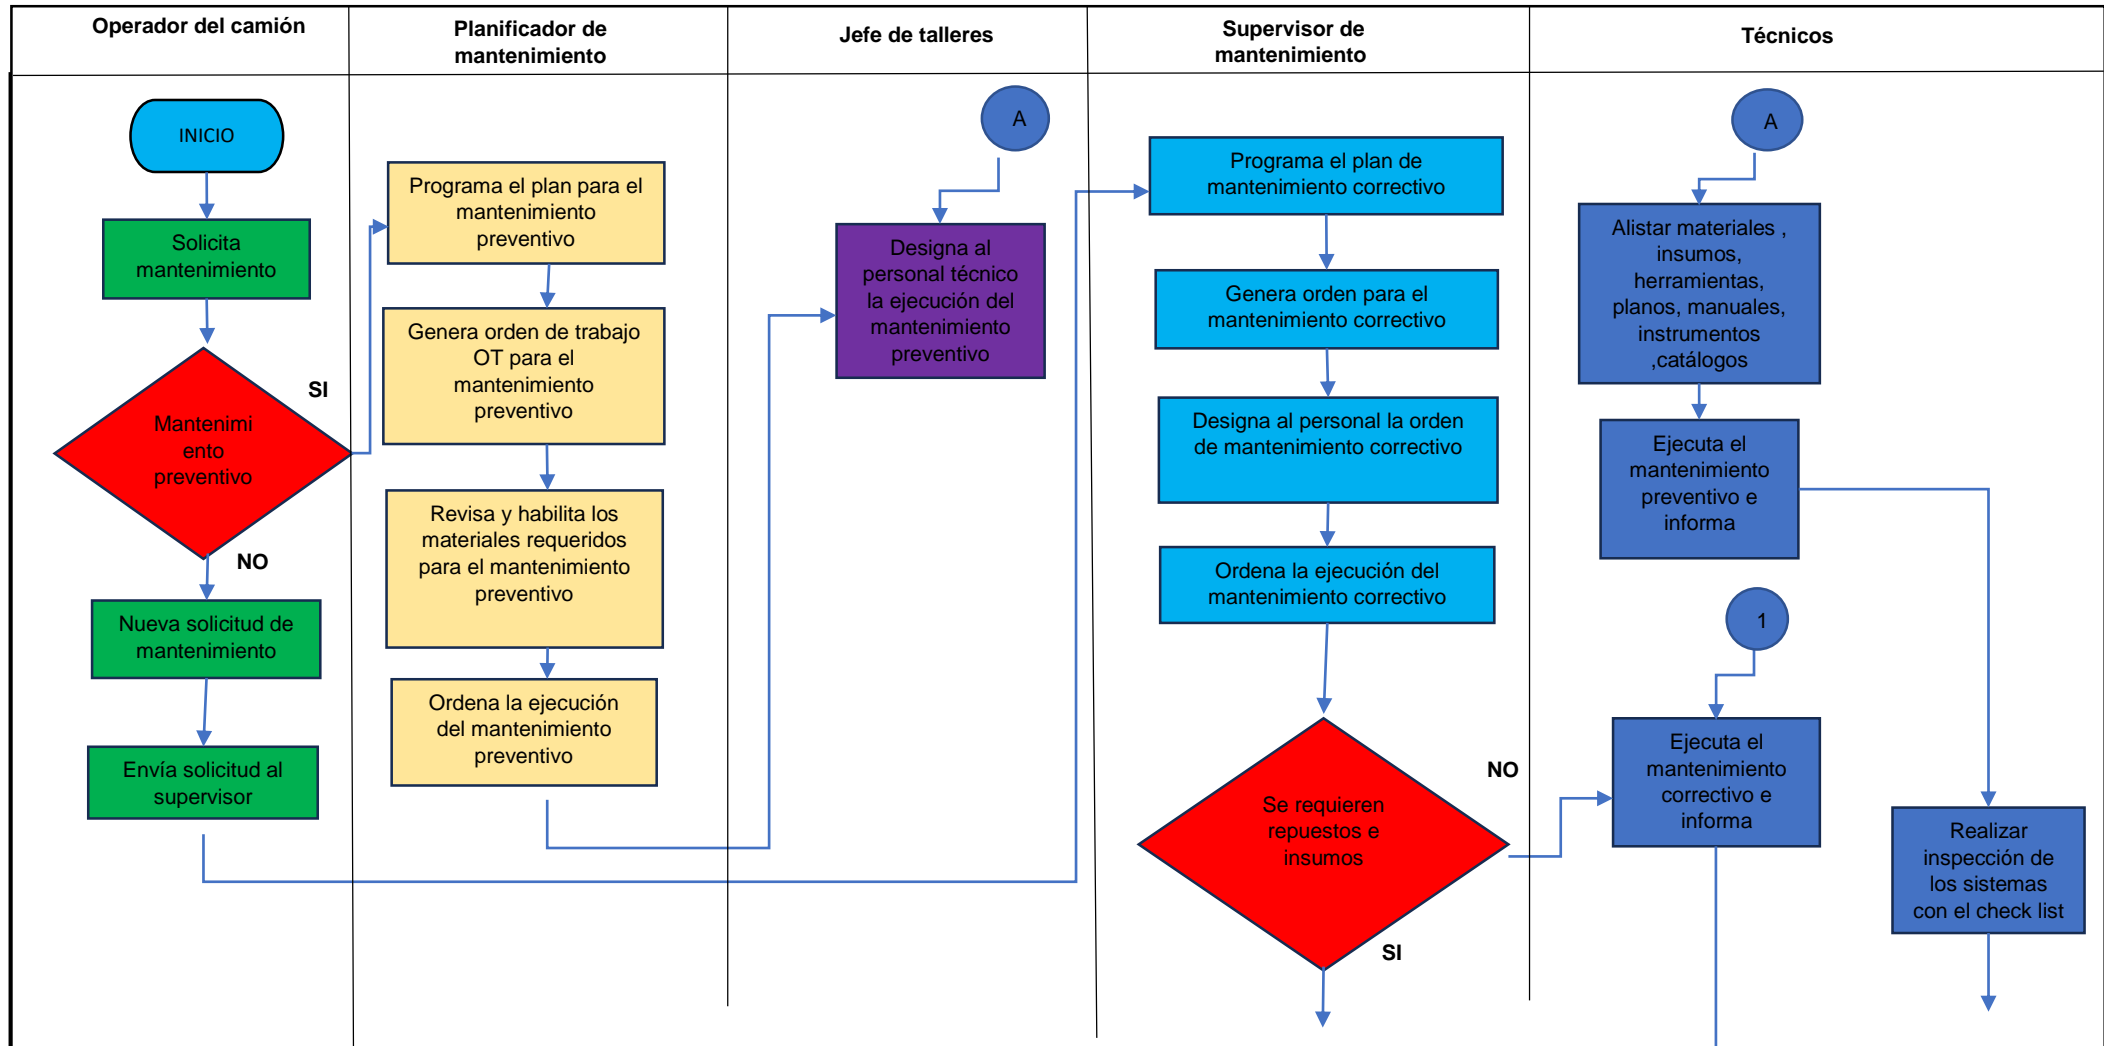 Operador del camión
Planificador de
mantenimiento
Jefe de talleres
Supervisor de
mantenimiento
Técnicos
INICIO
Solicita
mantenimiento
Mantenimi
ento
preventivo
SI
NO
Nueva solicitud de
mantenimiento
Envía solicitud al
supervisor
Programa el plan para el
mantenimiento
preventivo
Genera orden de trabajo
OT para el
mantenimiento
preventivo
Revisa y habilita los
materiales requeridos
para el mantenimiento
preventivo
Ordena la ejecución
del mantenimiento
preventivo
A
Designa al
personal técnico
la ejecución del
mantenimiento
preventivo
Programa el plan de
mantenimiento correctivo
Genera orden para el
mantenimiento correctivo
Designa al personal la orden
de mantenimiento correctivo
Ordena la ejecución del
mantenimiento correctivo
Se requieren
repuestos e
insumos
NO
SI
A
Alistar materiales ,
insumos,
herramientas,
planos, manuales,
instrumentos
,catálogos
Ejecuta el
mantenimiento
preventivo e
informa
1
Ejecuta el
mantenimiento
correctivo e
informa
Realizar
inspección de
los sistemas
con el check list